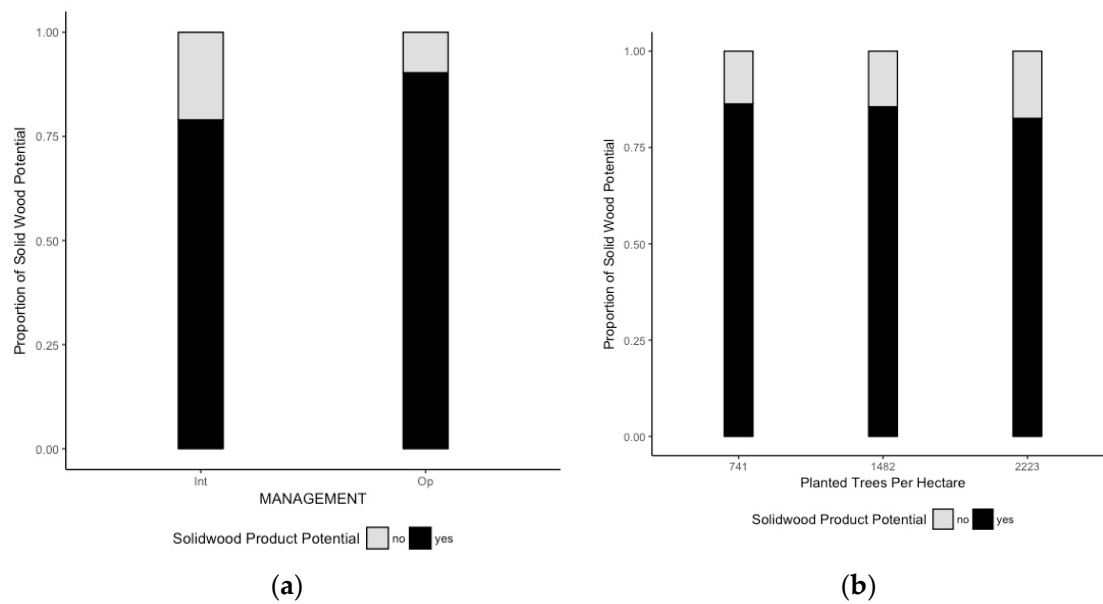 Proportion of Solid Wood Potential
1.00
0.75
0.50
0.25
0.00
Int Op
MANAGEMENT
Solidwood Product Potential no yes
(a)
Proportion of Solid Wood Potential
1.00
0.75
0.50
0.25
0.00
741 1482 2223
Planted Trees Per Hectare
Solidwood Product Potential no yes
(b)